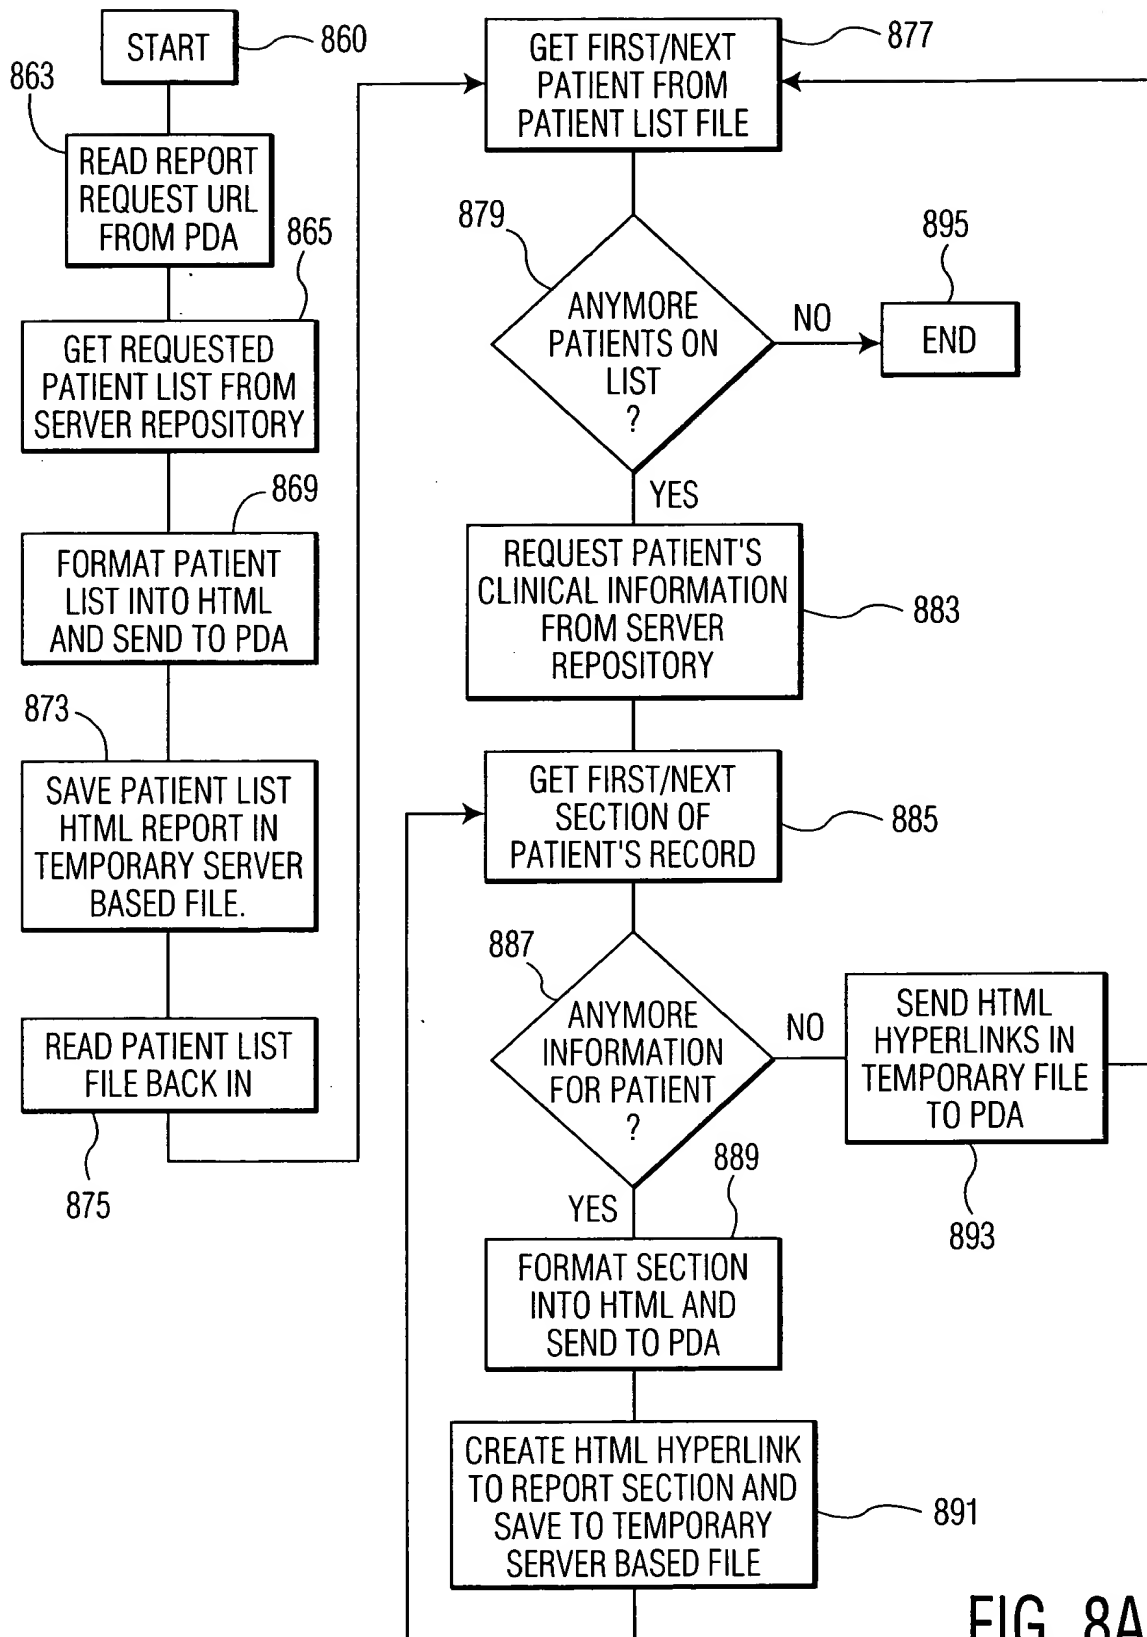 START
860
863
READ REPORT
REQUEST URL
FROM PDA
865
GET REQUESTED
PATIENT LIST FROM
SERVER REPOSITORY
869
FORMAT PATIENT
LIST INTO HTML
AND SEND TO PDA
873
SAVE PATIENT LIST
HTML REPORT IN
TEMPORARY SERVER
BASED FILE.
READ PATIENT LIST
FILE BACK IN
875
877
GET FIRST/NEXT
PATIENT FROM
PATIENT LIST FILE
879
ANYMORE
PATIENTS ON
LIST
?
NO
895
END
YES
REQUEST PATIENT'S
CLINICAL INFORMATION
FROM SERVER
REPOSITORY
883
GET FIRST/NEXT
SECTION OF
PATIENT'S RECORD
885
887
ANYMORE
INFORMATION
FOR PATIENT
?
NO
SEND HTML
HYPERLINKS IN
TEMPORARY FILE
TO PDA
893
YES
889
FORMAT SECTION
INTO HTML AND
SEND TO PDA
CREATE HTML HYPERLINK
TO REPORT SECTION AND
SAVE TO TEMPORARY
SERVER BASED FILE
891
FIG. 8A